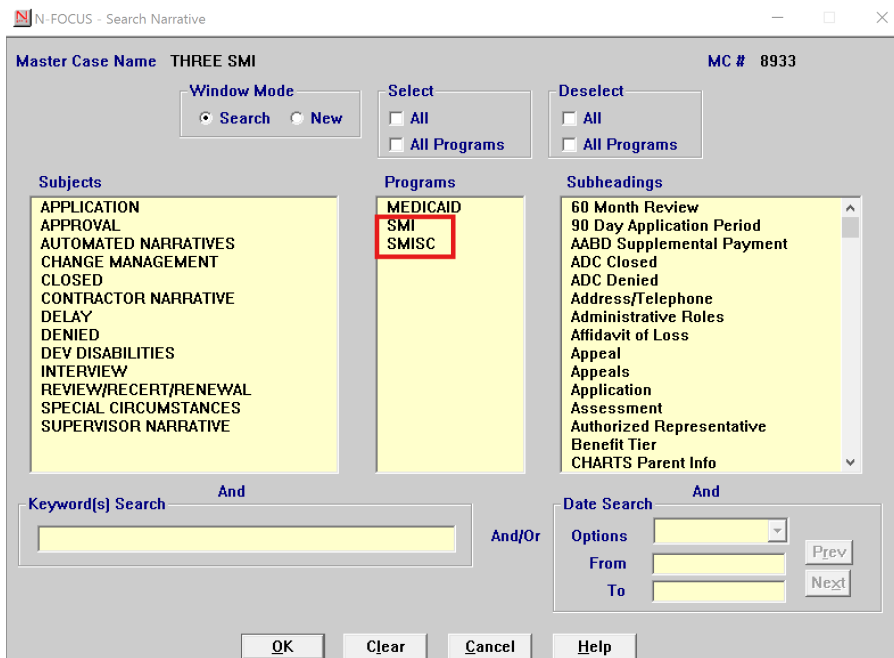 N-FOCUS - Search Narrative
Master Case Name THREE SMI MC # 8933
Window Mode Select Deselect
Search New All All
All Programs All Programs
Subjects Programs Subheadings
APPLICATION MEDICAID 60 Month Review
APPROVAL SMI 90 Day Application Period
AUTOMATED NARRATIVES SMISC AABD Supplemental Payment
CHANGE MANAGEMENT ADC Closed
CLOSED ADC Denied
CONTRACTOR NARRATIVE Address/Telephone
DELAY Administrative Roles
DENIED Affidavit of Loss
DEV DISABILITIES Appeal
INTERVIEW Appeals
REVIEW/RECERT/RENEWAL Application
SPECIAL CIRCUMSTANCES Assessment
SUPERVISOR NARRATIVE Authorized Representative
Benefit Tier
CHARTS Parent Info
And And
Keyword(s) Search Date Search
And/Or Options
From Prev
To Next
OK Clear Cancel Help